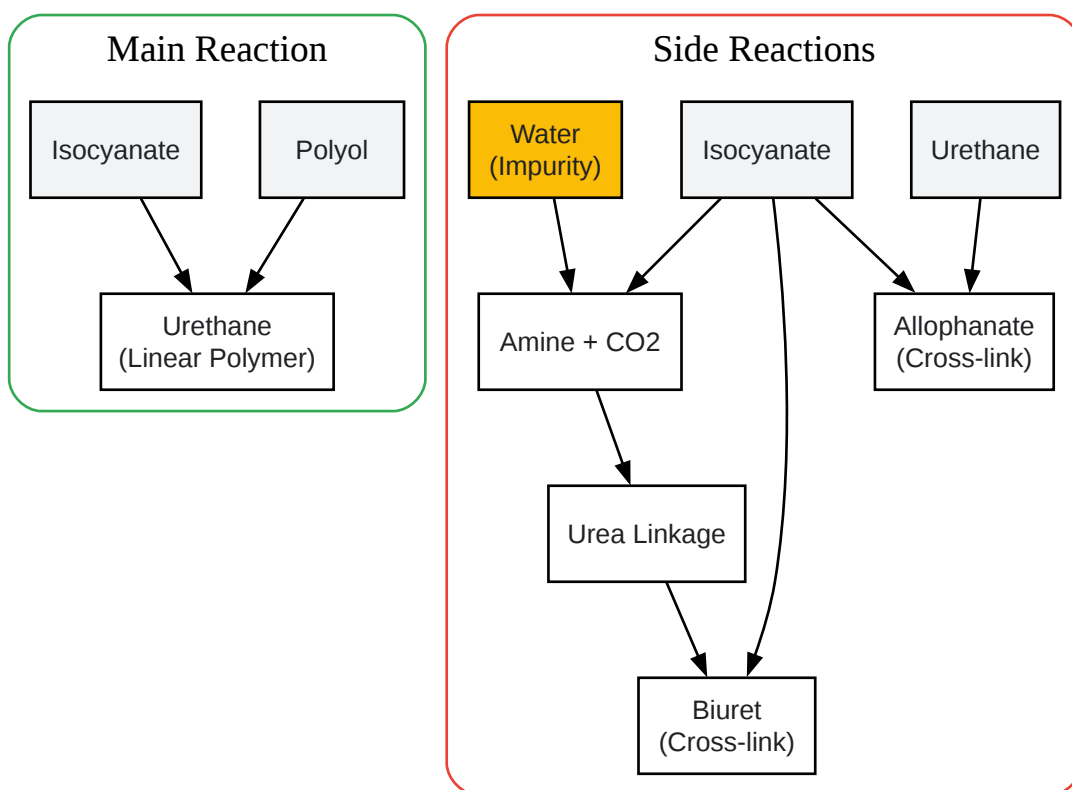 Main Reaction
Isocyanate
Polyol
Urethane
(Linear Polymer)
Side Reactions
Water
(Impurity)
Isocyanate
Urethane
Amine + CO2
Allophanate
(Cross-link)
Urea Linkage
Biuret
(Cross-link)